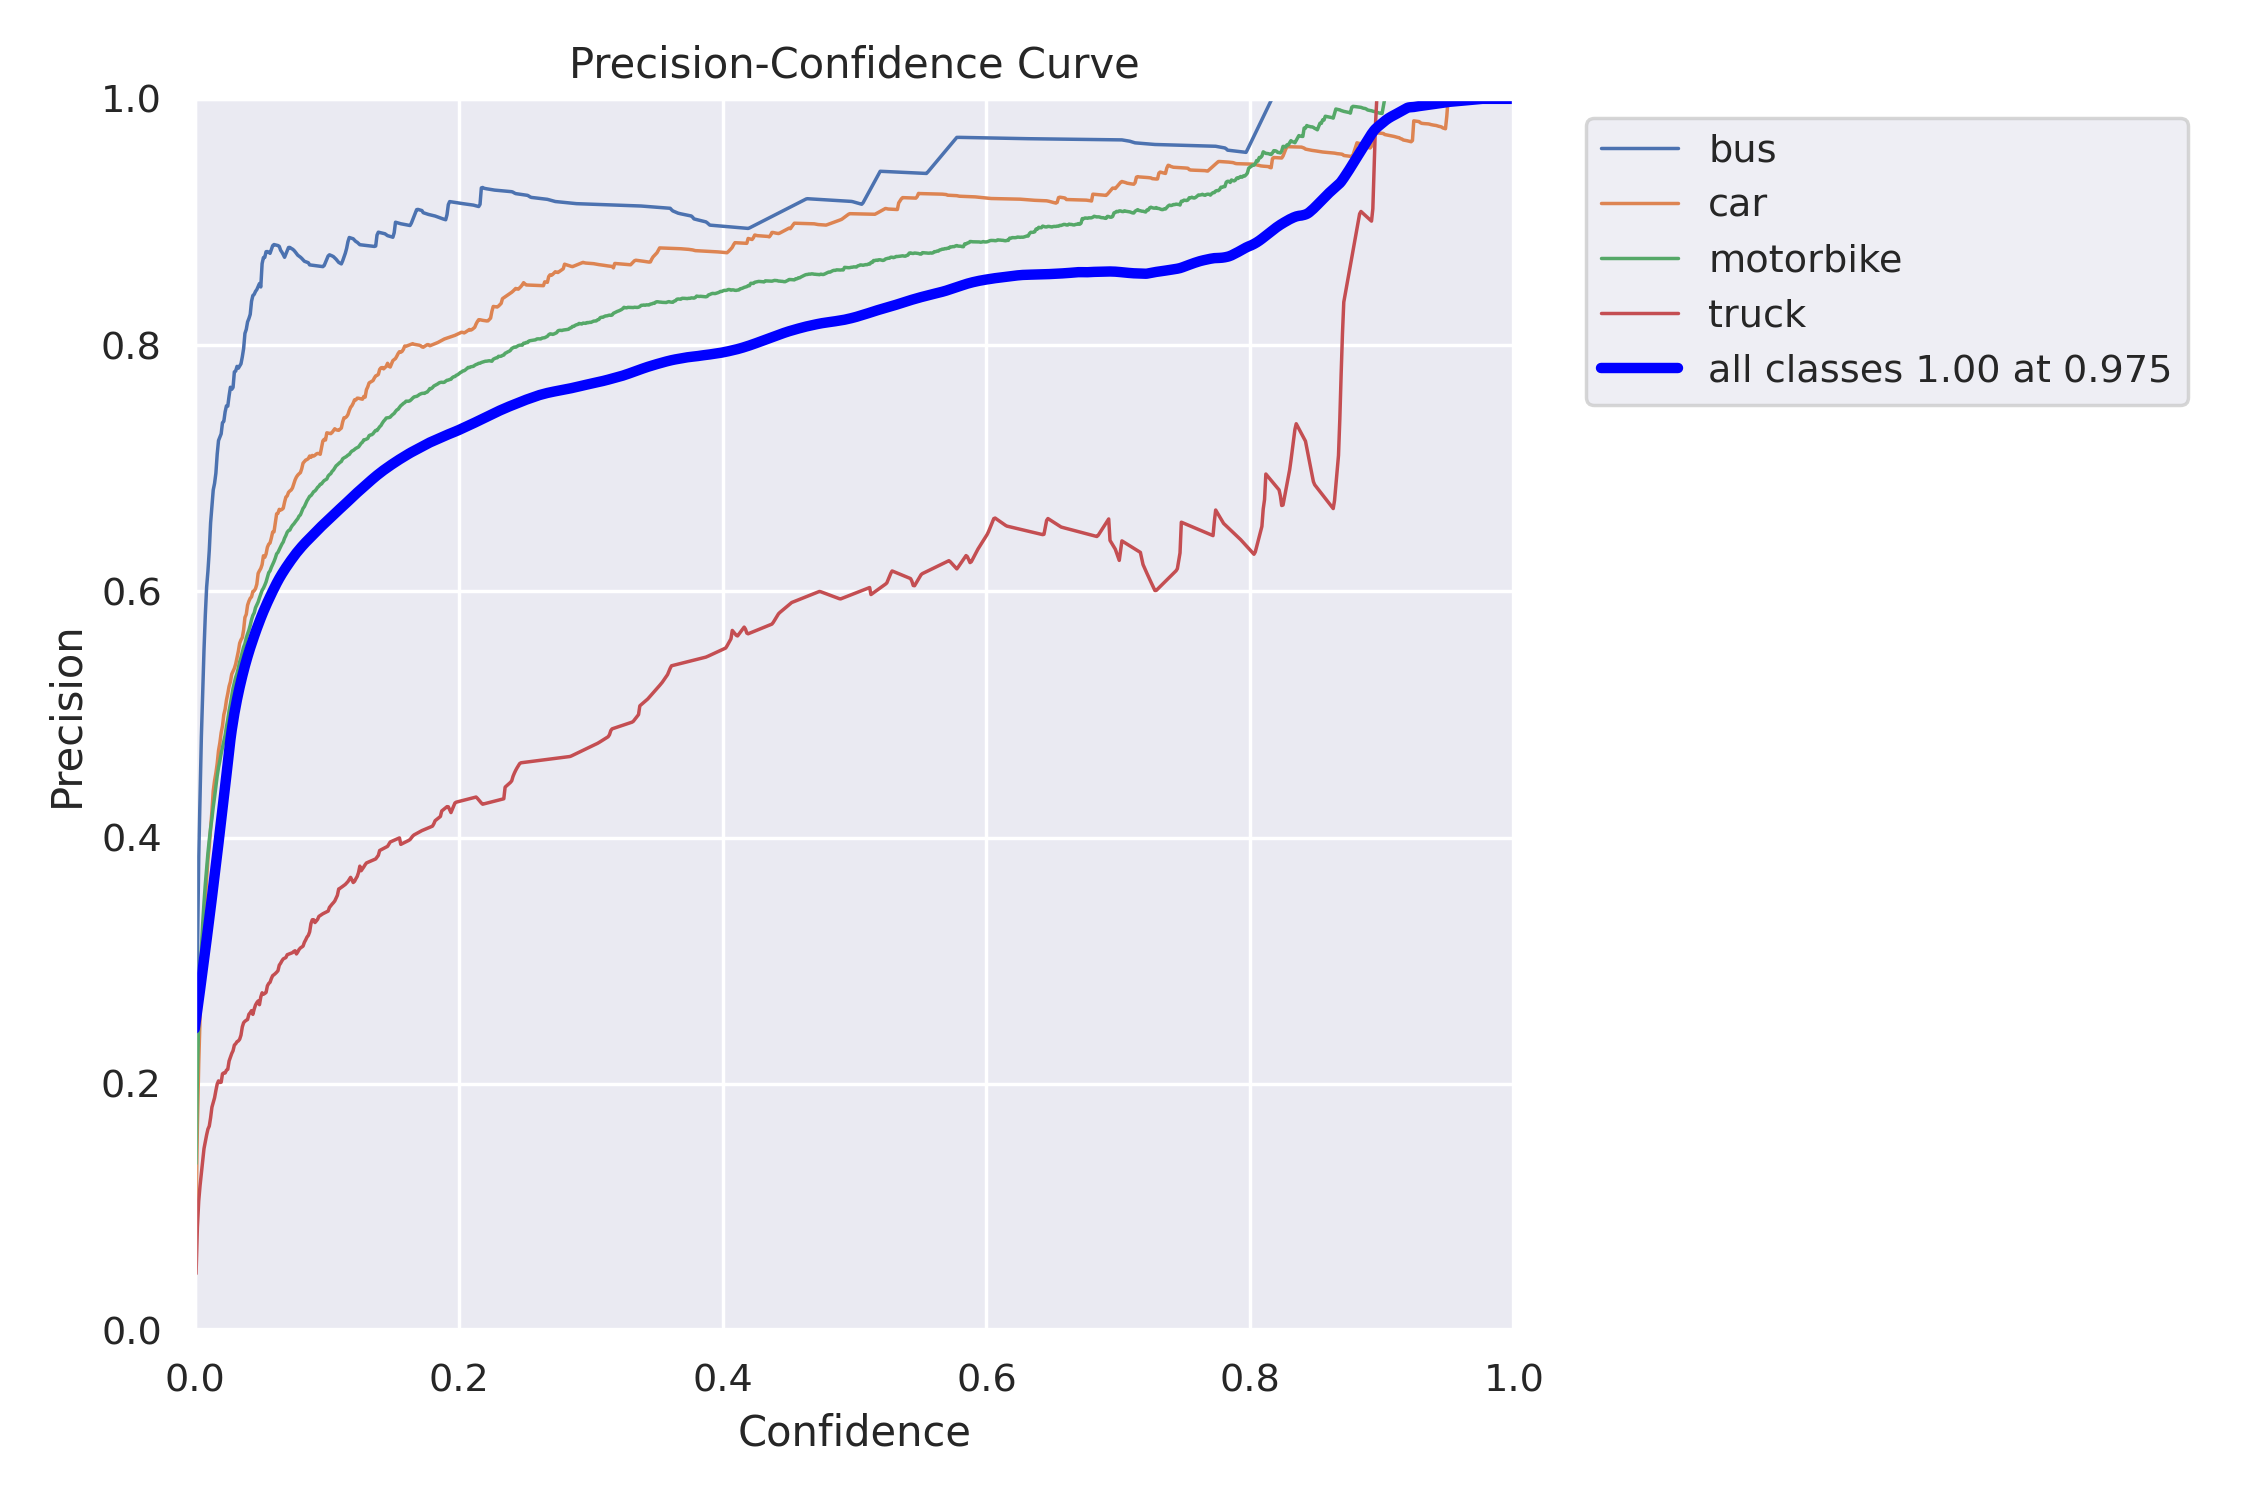 Precision-Confidence Curve
1.0
0.8
0.6
0.4
0.2
0.0
Precision
0.0 0.2 0.4 0.6 0.8 1.0
Confidence
bus
car
motorbike
truck
all classes 1.00 at 0.975